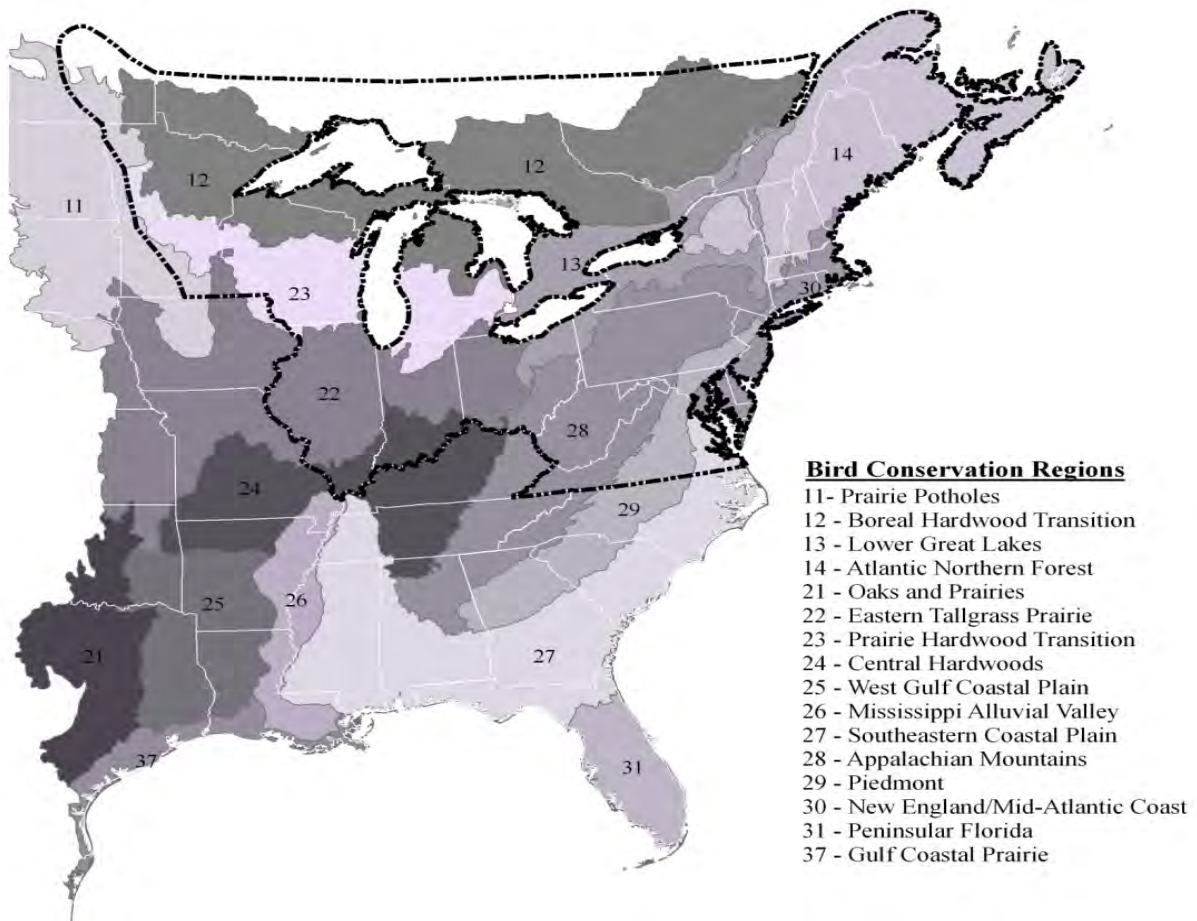 12
12
14
11
13
23
30
22
28
24
29
25
26
21
27
37
31
Bird Conservation Regions
11- Prairie Potholes
12 - Boreal Hardwood Transition
13 - Lower Great Lakes
14 - Atlantic Northern Forest
21 - Oaks and Prairies
22 - Eastern Tallgrass Prairie
23 - Prairie Hardwood Transition
24 - Central Hardwoods
25 - West Gulf Coastal Plain
26 - Mississippi Alluvial Valley
27 - Southeastern Coastal Plain
28 - Appalachian Mountains
29 - Piedmont
30 - New England/Mid-Atlantic Coast
31 - Peninsular Florida
37 - Gulf Coastal Prairie